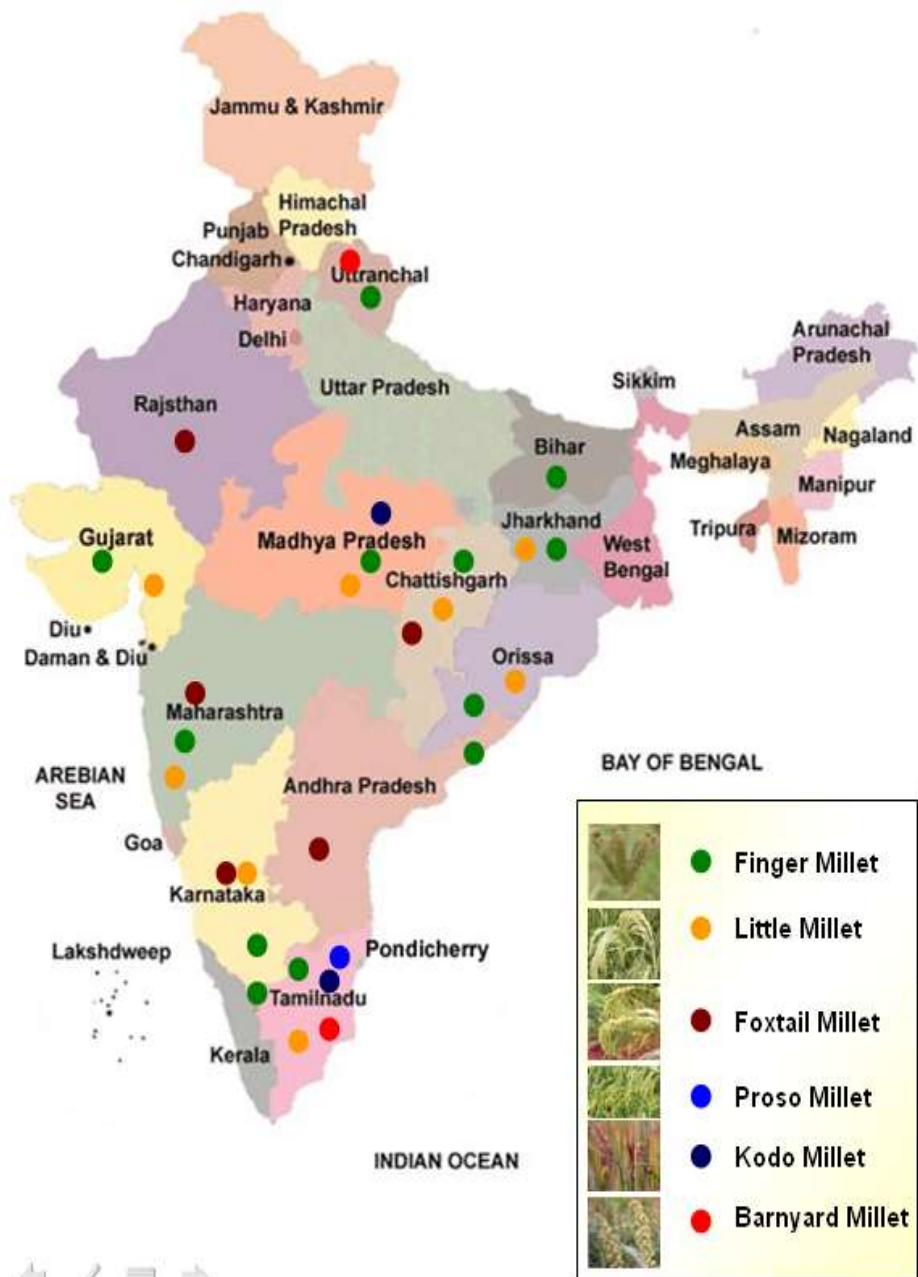 Jammu & Kashmir
Himachal
Pradesh
Punjab
Chandigarh
Uttranchal
Haryana
Delhi
Arunachal
Pradesh
Sikkim
Uttar Pradesh
Rajsthan
Assam
Nagaland
Bihar
Meghalaya
Manipur
Jharkhand
Gujarat
Madhya Pradesh
Tripura
Mizoram
West
Bengal
Chattishgarh
Diu
Daman & Diu
Orissa
Maharashtra
BAY OF BENGAL
AREBIAN
SEA
Andhra Pradesh
Goa
Karnataka
Lakshdweep
Pondicherry
Tamilnadu
Kerala
INDIAN OCEAN
Finger Millet
Little Millet
Foxtail Millet
Proso Millet
Kodo Millet
Barnyard Millet